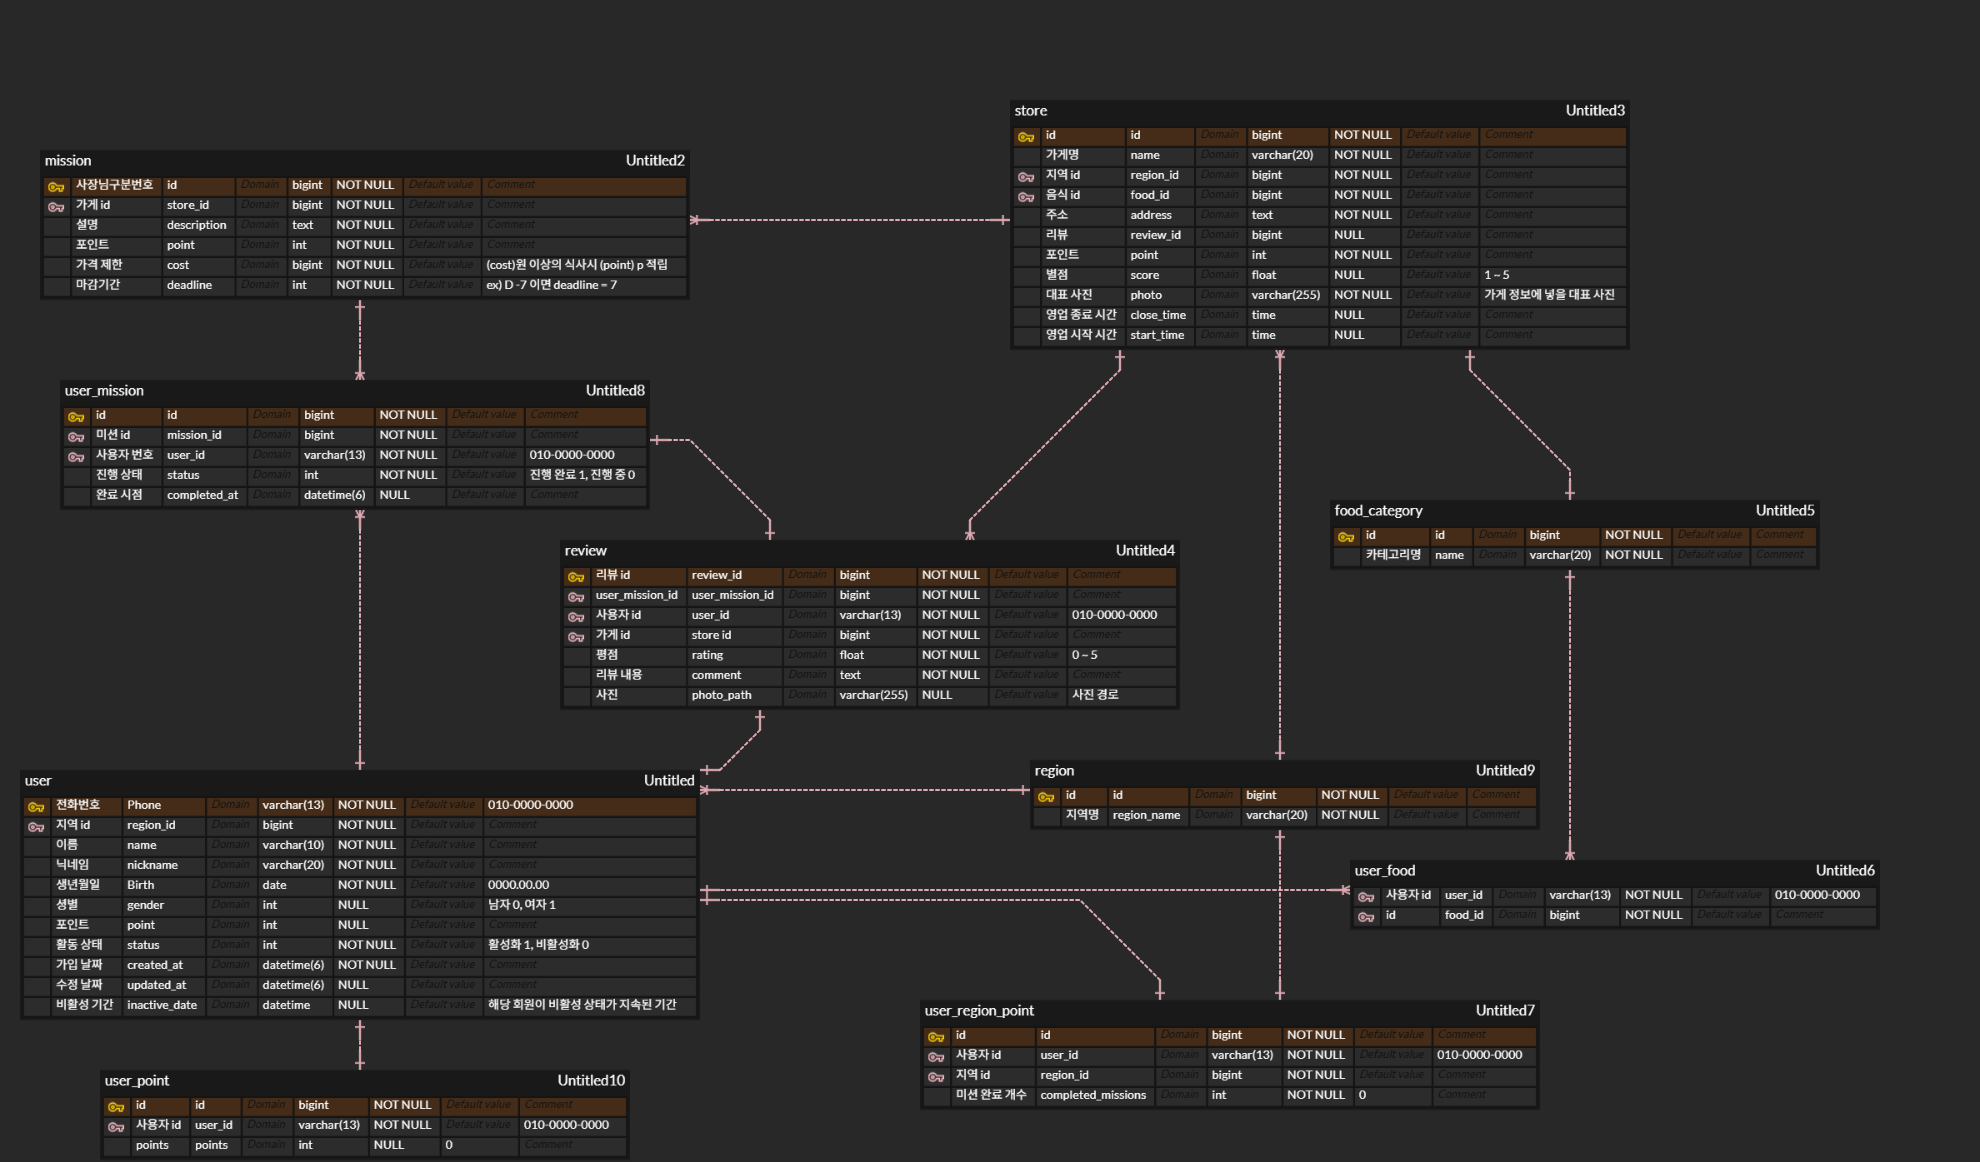 store Untitled3
id id Domain bigint NOT NULL Default value Comment
가게명 name Domain varchar(20) NOT NULL Default value Comment
지역 id region_id Domain bigint NOT NULL Default value Comment
음식 id food_id Domain bigint NOT NULL Default value Comment
주소 address Domain text NOT NULL Default value Comment
리뷰 review_id Domain bigint NULL Default value Comment
포인트 point Domain int NOT NULL Default value Comment
별점 score Domain float NULL Default value 1 ~ 5
대표 사진 photo Domain varchar(255) NOT NULL Default value 가게 정보에 넣을 대표 사진
영업 종료 시간 close_time Domain time NULL Default value Comment
영업 시작 시간 start_time Domain time NULL Default value Comment
mission Untitled2
사장님구분번호 id Domain bigint NOT NULL Default value Comment
가게 id store_id Domain bigint NOT NULL Default value Comment
설명 description Domain text NOT NULL Default value Comment
포인트 point Domain int NOT NULL Default value Comment
가격 제한 cost Domain bigint NOT NULL Default value (cost)원 이상의 식사시 (point) p 적립
마감기간 deadline Domain int NOT NULL Default value ex) D -7 이면 deadline = 7
user_mission Untitled8
id id Domain bigint NOT NULL Default value Comment
미션 id mission_id Domain bigint NOT NULL Default value Comment
사용자 번호 user_id Domain varchar(13) NOT NULL Default value 010-0000-0000
진행 상태 status Domain int NOT NULL Default value 진행 완료 1, 진행 중 0
완료 시점 completed_at Domain datetime(6) NULL Default value Comment
food_category Untitled5
id id Domain bigint NOT NULL Default value Comment
카테고리명 name Domain varchar(20) NOT NULL Default value Comment
review Untitled4
리뷰 id review_id Domain bigint NOT NULL Default value Comment
user_mission_id user_mission_id Domain bigint NOT NULL Default value Comment
사용자 id user_id Domain varchar(13) NOT NULL Default value 010-0000-0000
가게 id store id Domain bigint NOT NULL Default value Comment
평점 rating Domain float NOT NULL Default value 0 ~ 5
리뷰 내용 comment Domain text NOT NULL Default value Comment
사진 photo_path Domain varchar(255) NULL Default value 사진 경로
user Untitled
전화번호 Phone Domain varchar(13) NOT NULL Default value 010-0000-0000
지역 id region_id Domain bigint NOT NULL Default value Comment
이름 name Domain varchar(10) NOT NULL Default value Comment
닉네임 nickname Domain varchar(20) NOT NULL Default value Comment
생년월일 Birth Domain date NOT NULL Default value 0000.00.00
성별 gender Domain int NULL Default value 남자 0, 여자 1
포인트 point Domain int NULL Default value Comment
활동 상태 status Domain int NOT NULL Default value 활성화 1, 비활성화 0
가입 날짜 created_at Domain datetime(6) NOT NULL Default value Comment
수정 날짜 updated_at Domain datetime(6) NULL Default value Comment
비활성 기간 inactive_date Domain datetime NULL Default value 해당 회원이 비활성 상태가 지속된 기간
region Untitled9
id id Domain bigint NOT NULL Default value Comment
지역명 region_name Domain varchar(20) NOT NULL Default value Comment
user_food Untitled6
사용자 id user_id Domain varchar(13) NOT NULL Default value 010-0000-0000
id food_id Domain bigint NOT NULL Default value Comment
user_region_point Untitled7
id id Domain bigint NOT NULL Default value Comment
사용자 id user_id Domain varchar(13) NOT NULL Default value 010-0000-0000
지역 id region_id Domain bigint NOT NULL Default value Comment
미션 완료 개수 completed_missions Domain int NOT NULL 0 Comment
user_point Untitled10
id id Domain bigint NOT NULL Default value Comment
사용자 id user_id Domain varchar(13) NOT NULL Default value 010-0000-0000
points points Domain int NULL 0 Comment